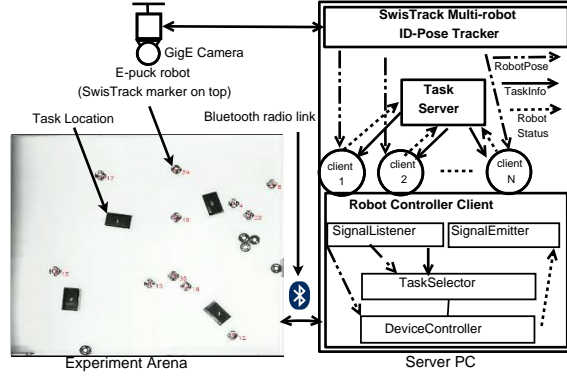 GigE Camera
E-puck robot
(SwisTrack marker on top)
Task Location
Bluetooth radio link
SwisTrack Multi-robot
ID-Pose Tracker
RobotPose
TaskInfo
Robot
Status
Task
Server
client
1
client
2
client
N
Robot Controller Client
SignalListener
SignalEmitter
TaskSelector
DeviceController
17
12
Experiment Arena
Server PC